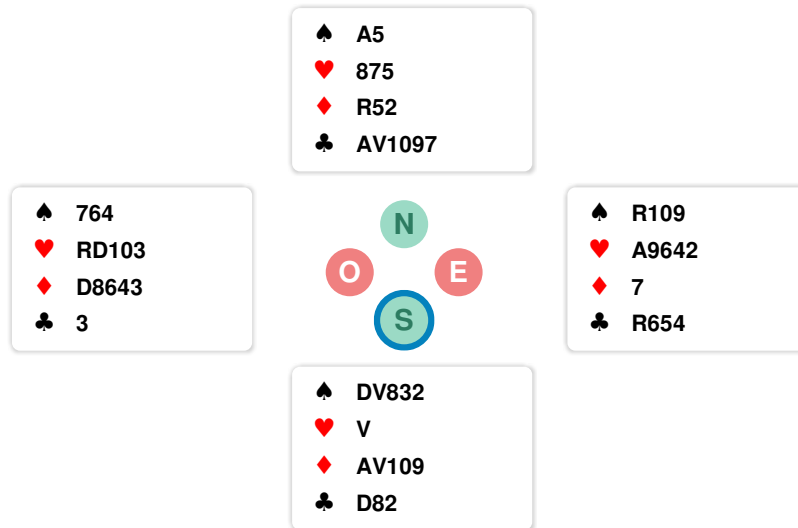 ♠ A5
♥ 875
♦ R52
♣ AV1097
♠ 764
♥ RD103
♦ D8643
♣ 3
N
O E
S
♠ R109
♥ A9642
♦ 7
♣ R654
♠ DV832
♥ V
♦ AV109
♣ D82